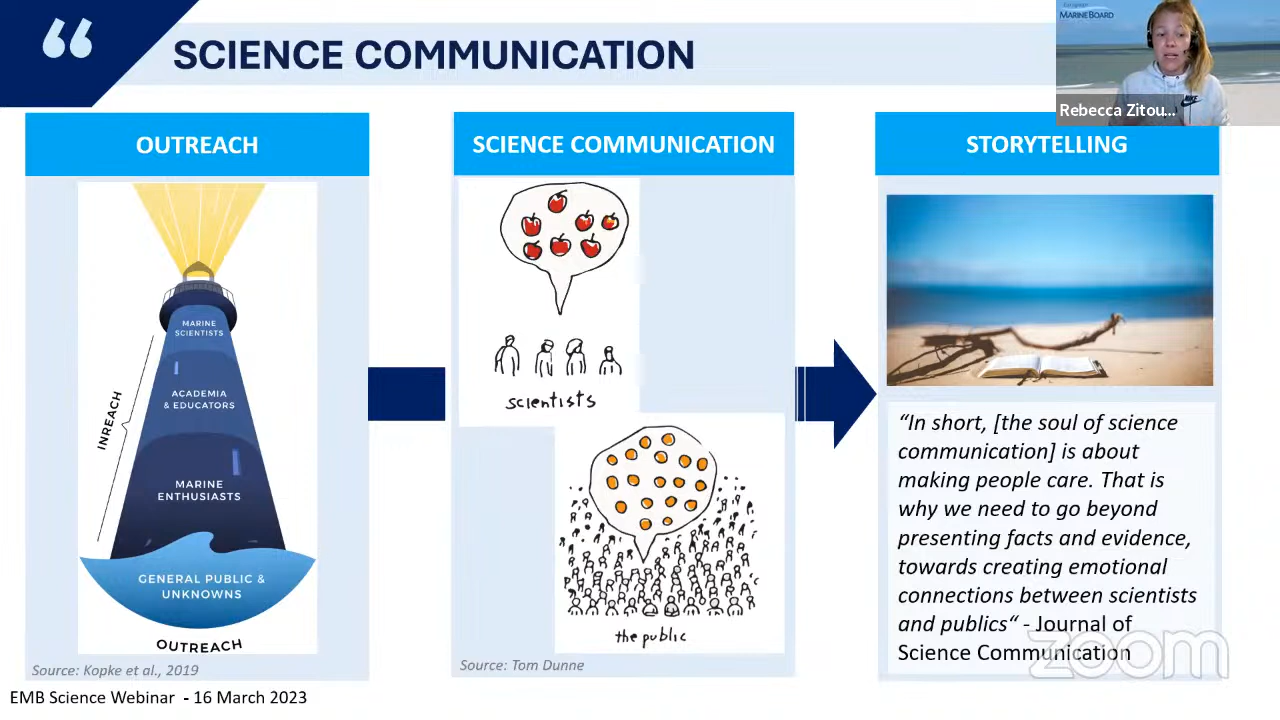 SCIENCE COMMUNICATION
MARINE BOARD
Rebecca Zitou...
OUTREACH
MARINE
SCIENTISTS
ACADEMIA
& EDUCATORS
INREACH
MARINE
ENTHUSIASTS
GENERAL PUBLIC &
UNKNOWNS
OUTREACH
Source: Kopke et al., 2019
SCIENCE COMMUNICATION
scientists
the public
Source: Tom Dunne
STORYTELLING
“In short, [the soul of science
communication] is about
making people care. That is
why we need to go beyond
presenting facts and evidence,
towards creating emotional
connections between scientists
and publics“ - Journal of
Science Communication
zoom
EMB Science Webinar - 16 March 2023